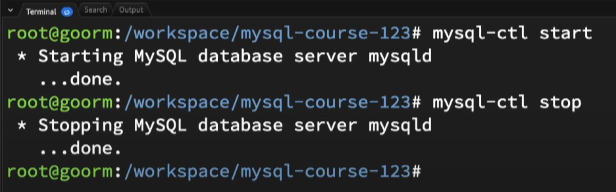 Terminal Search Output
root@goorm:/workspace/mysql-course-123# mysql-ctl start
* Starting MySQL database server mysqld
...done.
root@goorm:/workspace/mysql-course-123# mysql-ctl stop
* Stopping MySQL database server mysqld
...done.
root@goorm:/workspace/mysql-course-123#